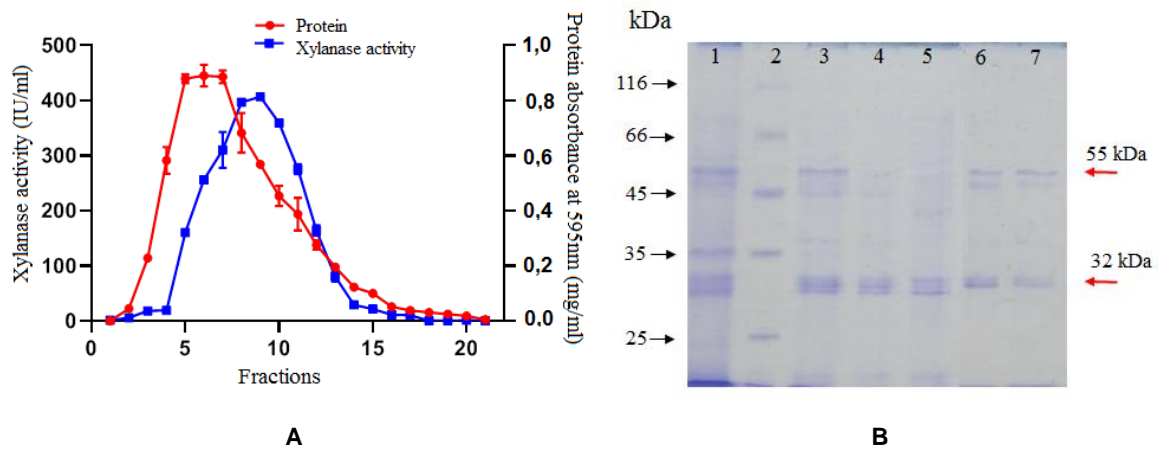 Protein
Xylanase activity
Xylanase activity (IU/ml)
500
400
300
200
100
0
1,0
0,8
0,6
0,4
0,2
0,0
Protein absorbance at 595nm (mg/ml)
0
5
10
15
20
Fractions
A
kDa
1
2
3
4
5
6
7
116
66
45
35
25
55 kDa
32 kDa
B